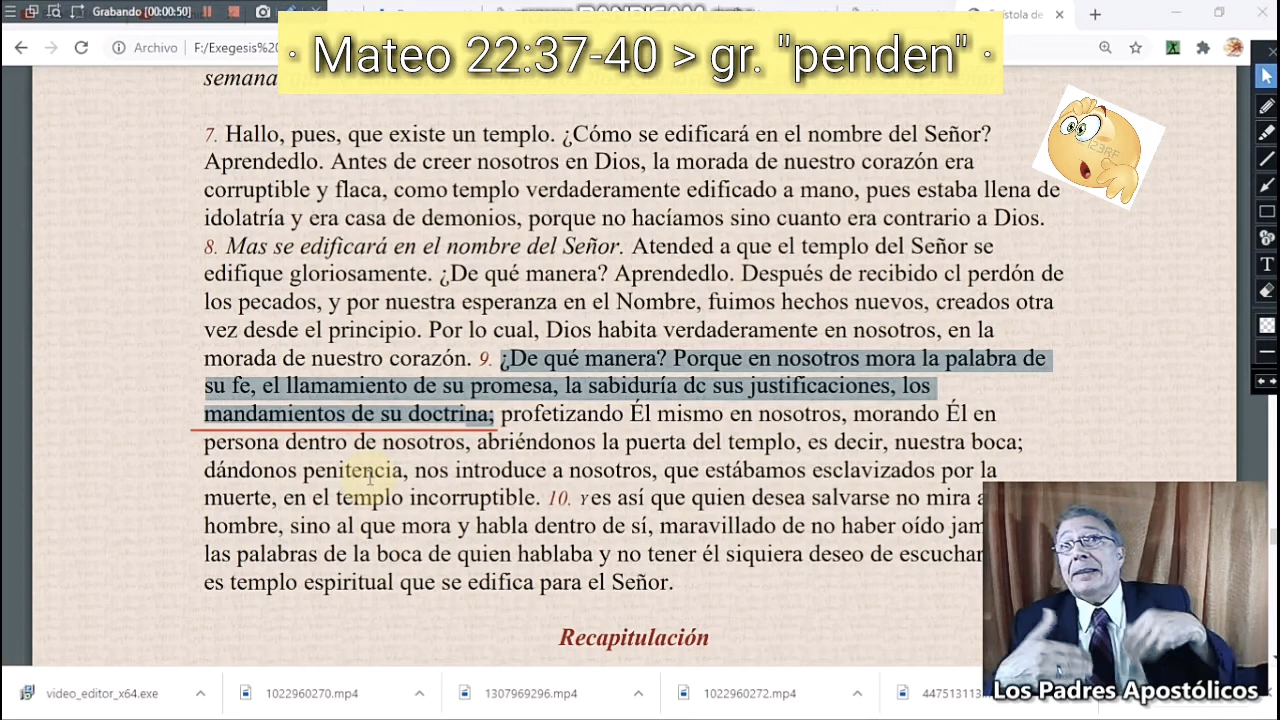 Grabando [00:00:50]
BANDICAM
ístola de
Archivo
F:/Exegesis%20
· Mateo 22:37-40 > gr. "penden" ·
semana
7. Hallo, pues, que existe un templo. ¿Cómo se edificará en el nombre del Señor?
Aprendedlo. Antes de creer nosotros en Dios, la morada de nuestro corazón era
corruptible y flaca, como templo verdaderamente edificado a mano, pues estaba llena de
idolatría y era casa de demonios, porque no hacíamos sino cuanto era contrario a Dios.
8. Mas se edificará en el nombre del Señor. Atended a que el templo del Señor se
edifique gloriosamente. ¿De qué manera? Aprendedlo. Después de recibido cl perdón de
los pecados, y por nuestra esperanza en el Nombre, fuimos hechos nuevos, creados otra
vez desde el principio. Por lo cual, Dios habita verdaderamente en nosotros, en la
morada de nuestro corazón. 9. ¿De qué manera? Porque en nosotros mora la palabra de
su fe, el llamamiento de su promesa, la sabiduría dc sus justificaciones, los
mandamientos de su doctrina; profetizando Él mismo en nosotros, morando Él en
persona dentro de nosotros, abriéndonos la puerta del templo, es decir, nuestra boca;
dándonos penitencia, nos introduce a nosotros, que estábamos esclavizados por la
muerte, en el templo incorruptible. 10. Y es así que quien desea salvarse no mira a
hombre, sino al que mora y habla dentro de sí, maravillado de no haber oído jam
las palabras de la boca de quien hablaba y no tener él siquiera deseo de escuchar
es templo espiritual que se edifica para el Señor.
Recapitulación
123RF
T
Los Padres Apostólicos
video_editor_x64.exe
1022960270.mp4
1307969296.mp4
1022960272.mp4
447513113.m